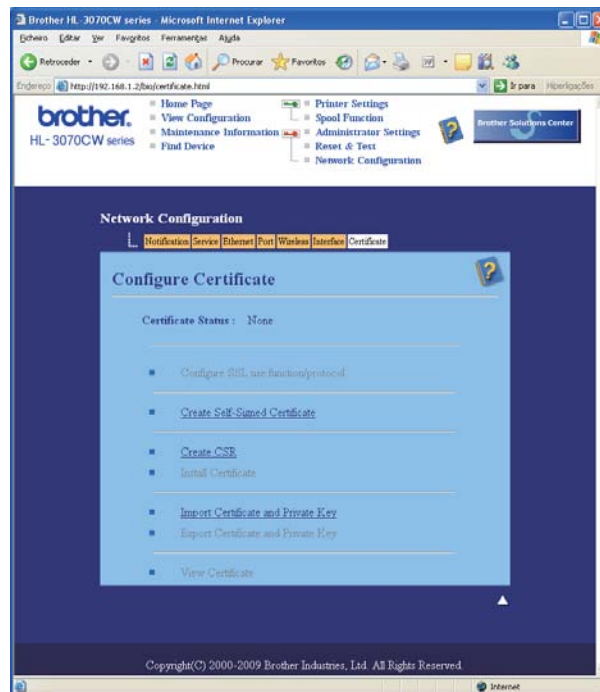 Brother HL-3070CW series - Microsoft Internet Explorer
Ficheiro Editar Ver Favoritos Ferramentas Ajuda
Retroceder Procurar Favoritos
Endereço http://192.168.1.2/bio/certificate.html Ir para Hiperligações
brother.
HL-3070CW series
Home Page
View Configuration
Maintenance Information
Find Device
Printer Settings
Spool Function
Administrator Settings
Reset & Test
Network Configuration
Brother Solutions Center
Network Configuration
Notification Service Ethernet Port Wireless Interface Certificate
Configure Certificate
Certificate Status : None
Configure SSL use function/protocol
Create Self-Signed Certificate
Create CSR
Install Certificate
Import Certificate and Private Key
Export Certificate and Private Key
View Certificate
Copyright(C) 2000-2009 Brother Industries, Ltd. All Rights Reserved.
Internet